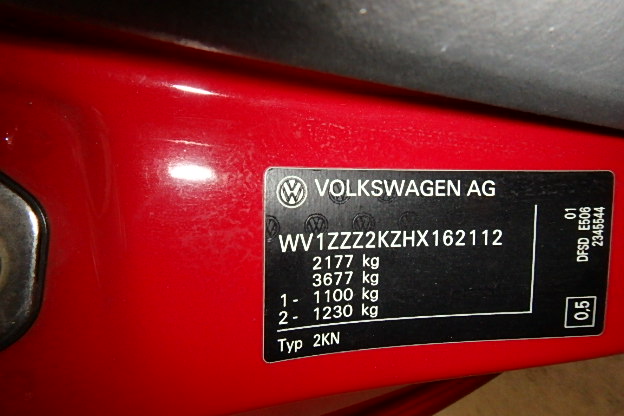 VOLKSWAGEN AG
WV1ZZZ2KZHX162112
2177 kg
3677 kg
1- 1100 kg
2- 1230 kg
Typ 2KN
01
DFSD E506
2345544
0.5